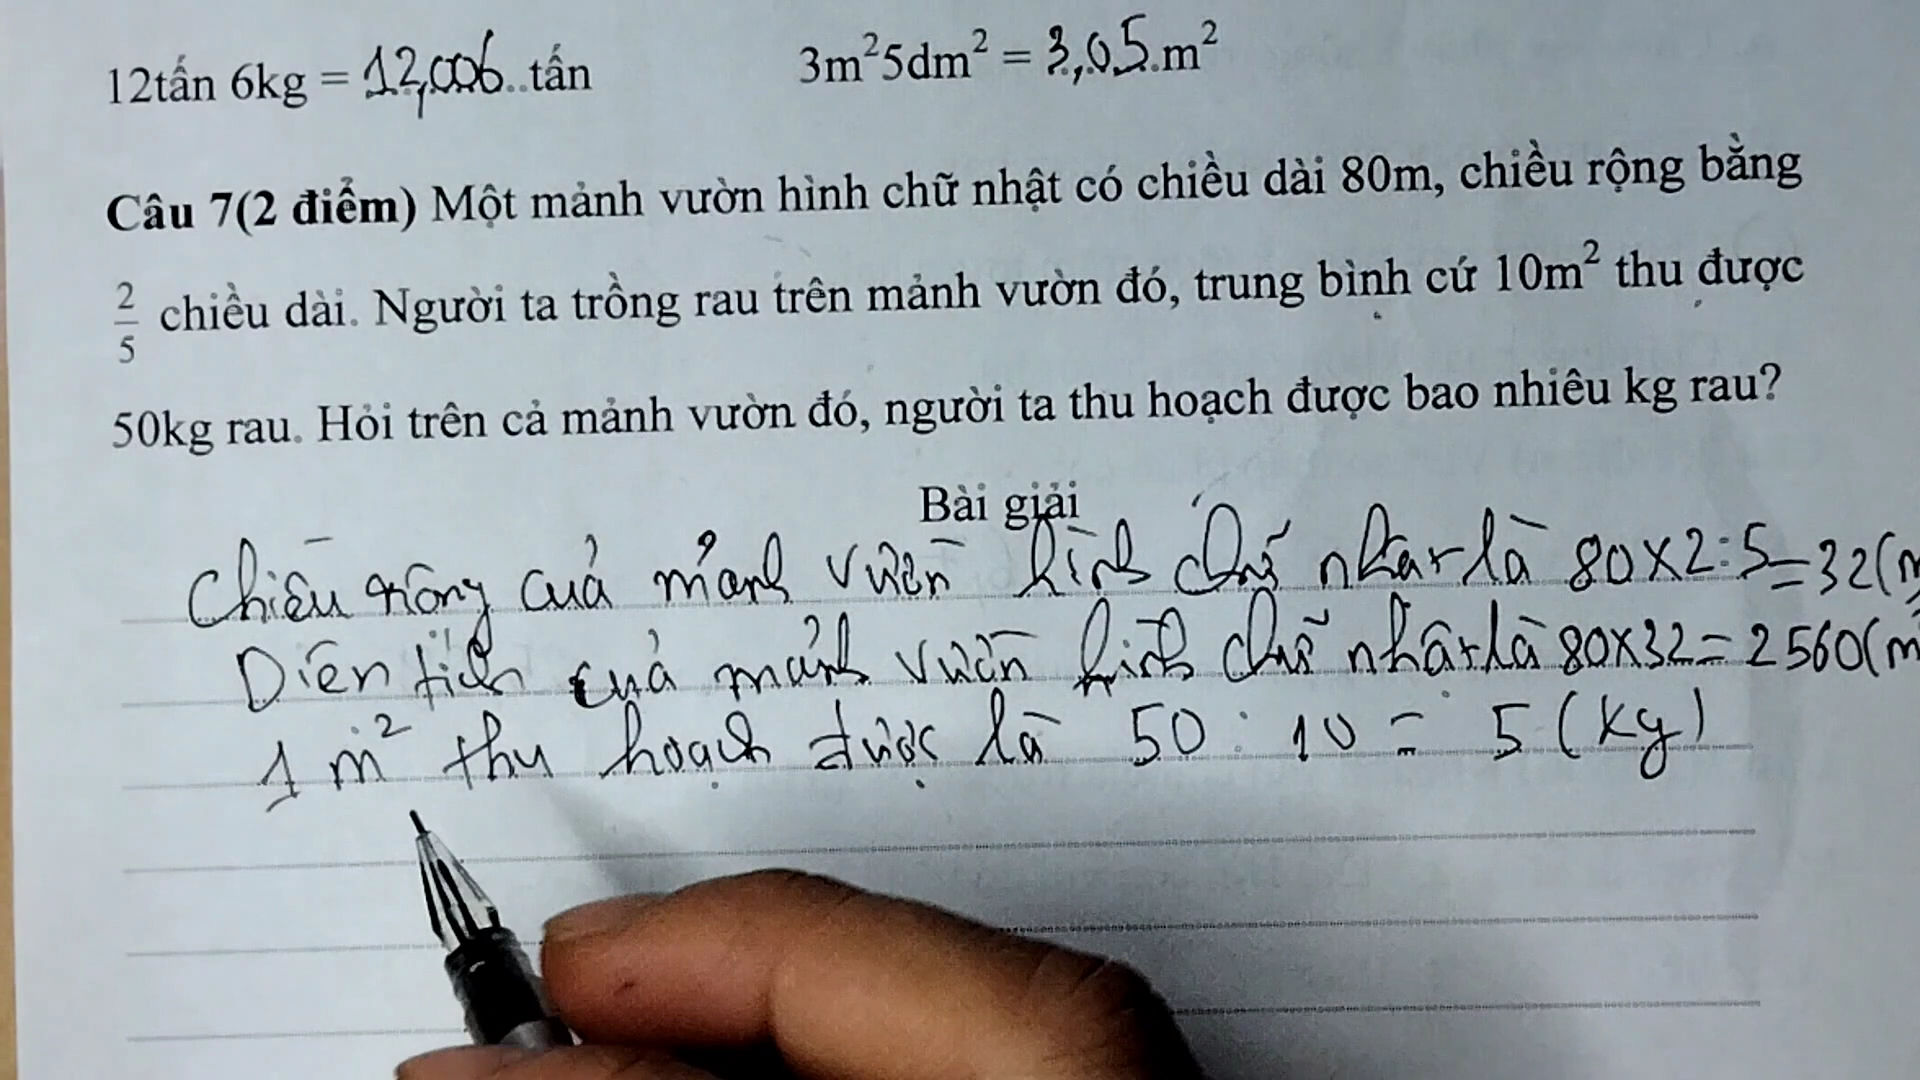 12tấn 6kg = 12,006..tấn 3m²5dm² = 3,05.m²
Câu 7(2 điểm) Một mảnh vườn hình chữ nhật có chiều dài 80m, chiều rộng bằng
2/5 chiều dài. Người ta trồng rau trên mảnh vườn đó, trung bình cứ 10m² thu được
50kg rau. Hỏi trên cả mảnh vườn đó, người ta thu hoạch được bao nhiêu kg rau?
Bài giải
Chiều rộng của mảnh vườn hình chữ nhật là 80x2:5=32(m
Diện tích của mảnh vườn hình chữ nhật là 80x32=2560(m²
1 m² thu hoạch được là 50 : 10 = 5 (kg)